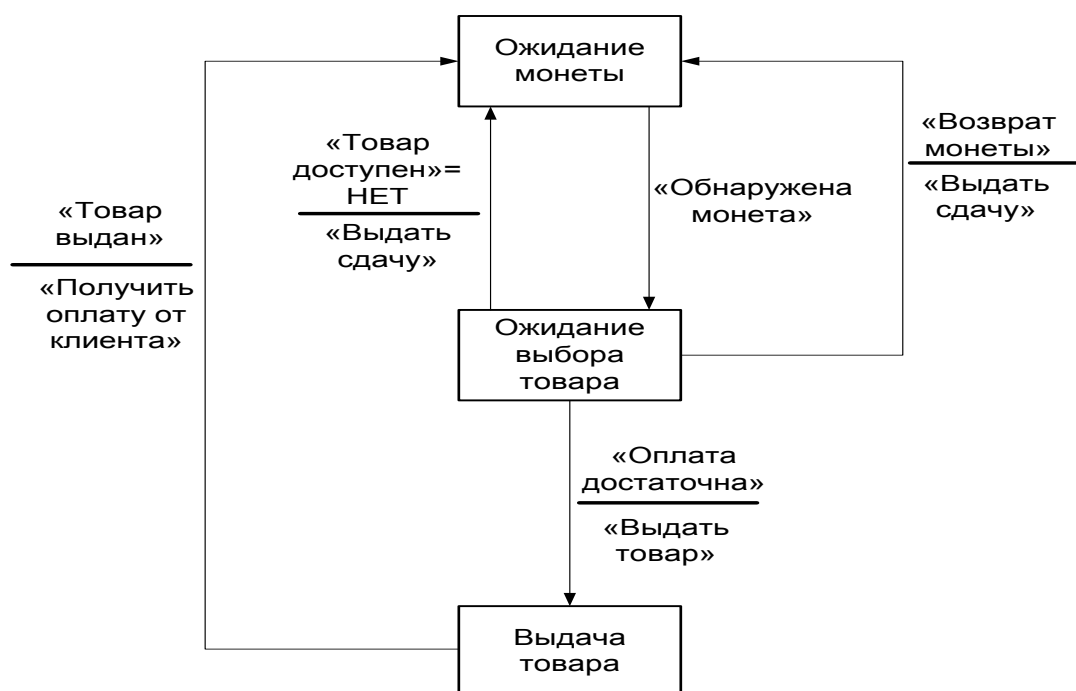 Ожидание
монеты
«Товар
доступен»=
НЕТ
«Выдать
сдачу»
«Обнаружена
монета»
«Возврат
монеты»
«Выдать
сдачу»
«Товар
выдан»
«Получить
оплату от
клиента»
Ожидание
выбора
товара
«Оплата
достаточна»
«Выдать
товар»
Выдача
товара